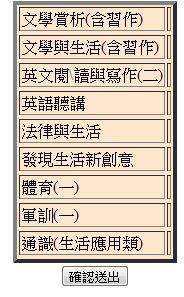 文學賞析(含習作)
文學與生活(含習作)
英文閱\讀與寫作(二)
英語聽講
法律與生活
發現生活新創意
體育(一)
軍訓(一)
通識(生活應用類)
確認送出